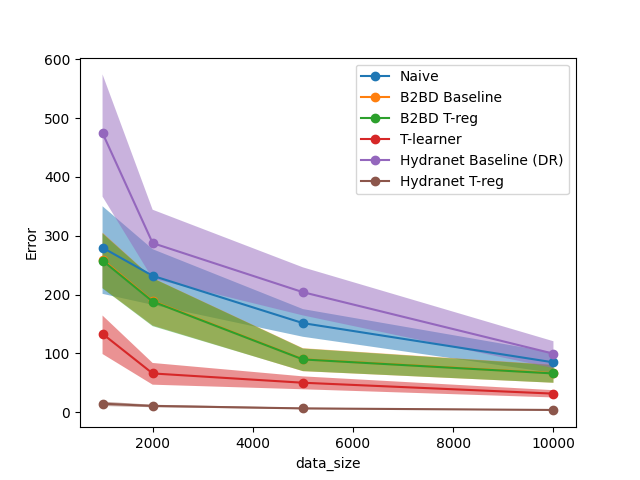 600
500
400
300
200
100
0
Error
2000
4000
6000
8000
10000
data_size
Naive
B2BD Baseline
B2BD T-reg
T-learner
Hydranet Baseline (DR)
Hydranet T-reg